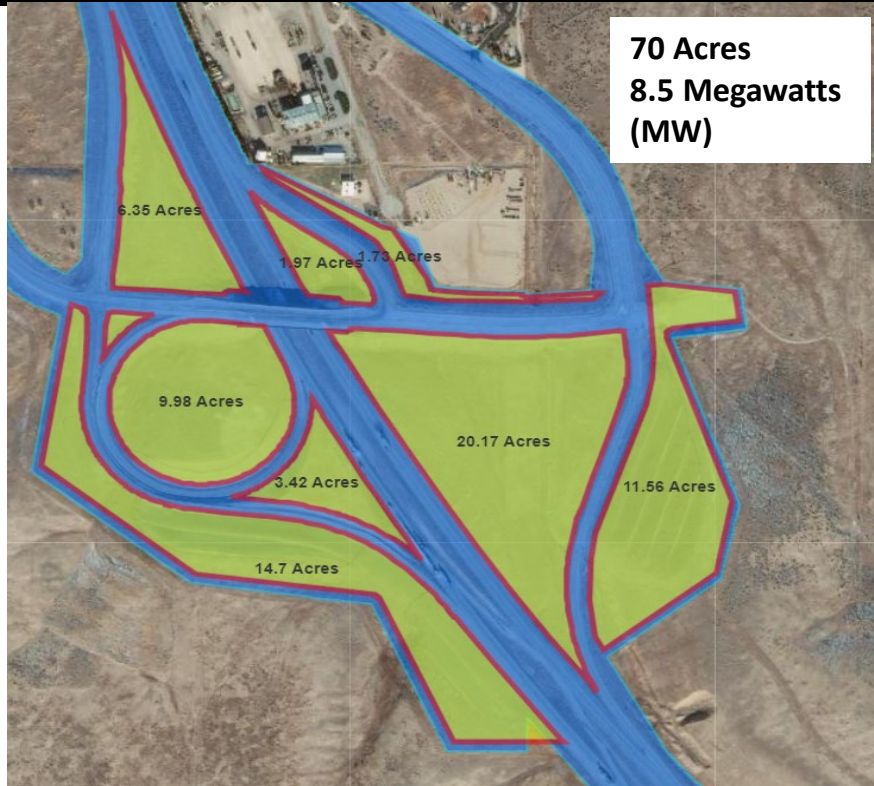 70 Acres
8.5 Megawatts
(MW)
6.35 Acres
1.97 Acres
1.73 Acres
9.98 Acres
20.17 Acres
3.42 Acres
11.56 Acres
14.7 Acres